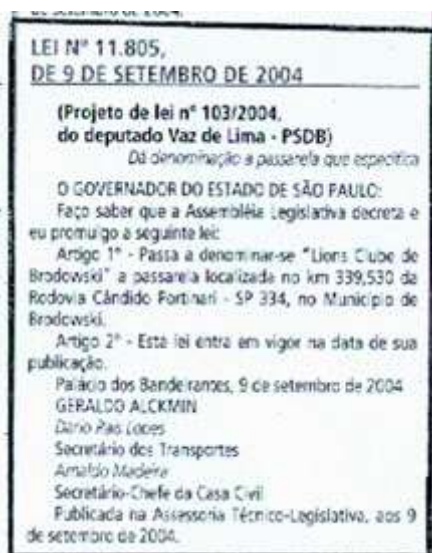 DE 9 DE SETEMBRO DE 2004.
LEI Nº 11.805,
DE 9 DE SETEMBRO DE 2004
(Projeto de lei nº 103/2004,
do deputado Vaz de Lima - PSDB)
Dá denominação a passarela que especifica
O GOVERNADOR DO ESTADO DE SÃO PAULO:
Faço saber que a Assembléia Legislativa decreta e
eu promulgo a seguinte lei:
Artigo 1º - Passa a denominar-se "Lions Clube de
Brodowski" a passarela localizada no km 339,530 da
Rodovia Cândido Portinari - SP 334, no Município de
Brodowski.
Artigo 2º - Esta lei entra em vigor na data de sua
publicação.
Palácio dos Bandeirantes, 9 de setembro de 2004
GERALDO ALCKMIN
Dario Rais Lopes
Secretário dos Transportes
Arnaldo Madeira
Secretário-Chefe da Casa Civil
Publicada na Assessoria Técnico-Legislativa, aos 9
de setembro de 2004.